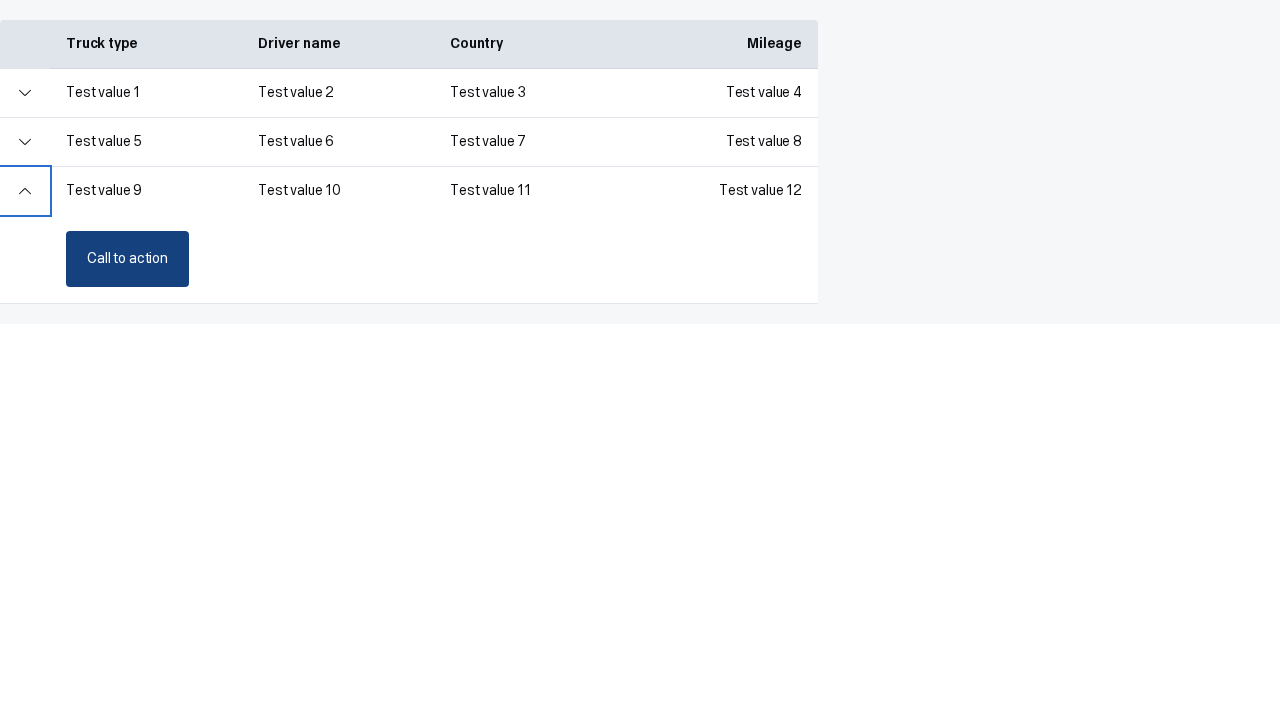 Truck type Driver name Country Mileage
Test value 1 Test value 2 Test value 3 Test value 4
Test value 5 Test value 6 Test value 7 Test value 8
Test value 9 Test value 10 Test value 11 Test value 12
Call to action